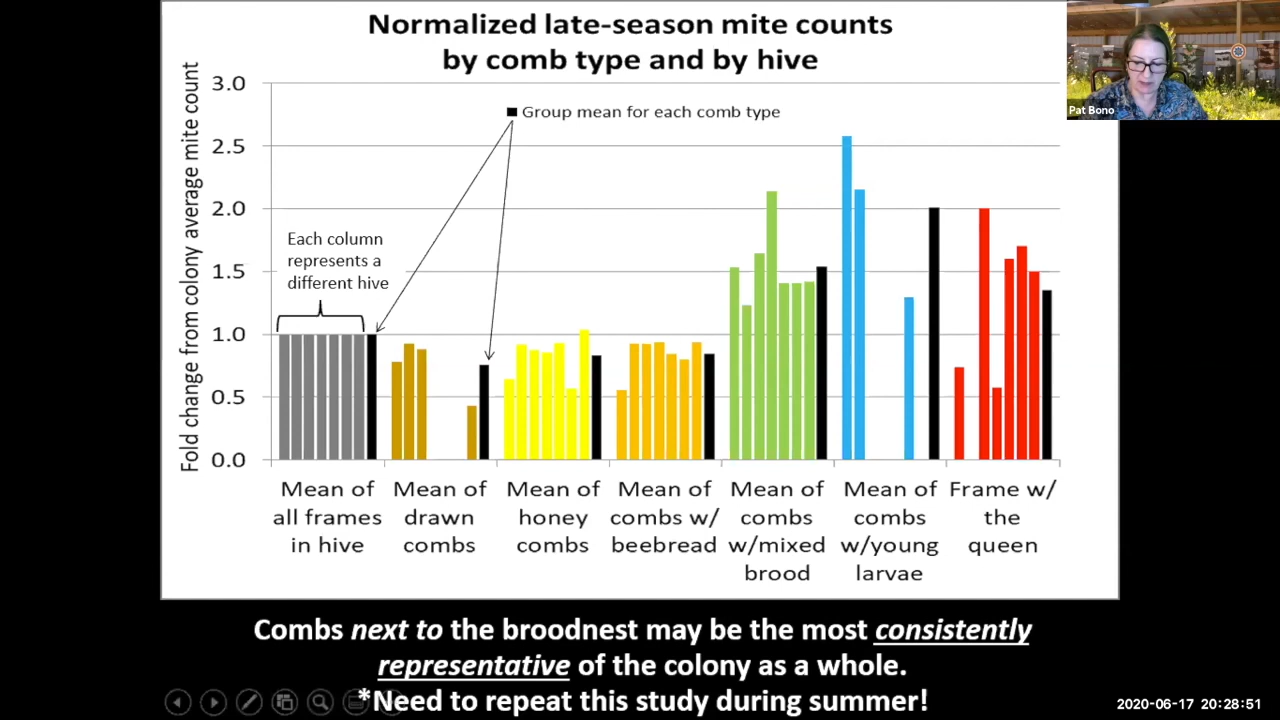 Normalized late-season mite counts
by comb type and by hive
Pat Bono
Fold change from colony average mite count
3.0
2.5
2.0
1.5
1.0
0.5
0.0
Group mean for each comb type
Each column
represents a
different hive
Mean of
all frames
in hive
Mean of
drawn
combs
Mean of
honey
combs
Mean of
combs w/
beebread
Mean of
combs
w/mixed
brood
Mean of
combs
w/young
larvae
Frame w/
the
queen
Combs next to the broodnest may be the most consistently
representative of the colony as a whole.
*Need to repeat this study during summer!
2020-06-17 20:28:51